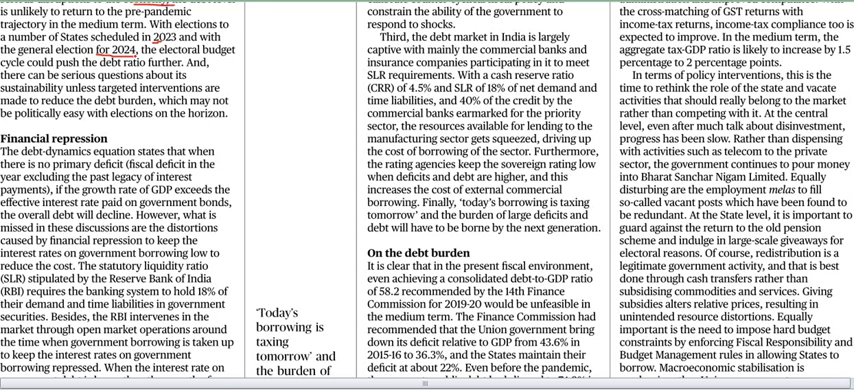 is unlikely to return to the pre-pandemic
trajectory in the medium term. With elections to
a number of States scheduled in 2023 and with
the general election for 2024, the electoral budget
cycle could push the debt ratio further. And,
there can be serious questions about its
sustainability unless targeted interventions are
made to reduce the debt burden, which may not
be politically easy with elections on the horizon.
Financial repression
The debt-dynamics equation states that when
there is no primary deficit (fiscal deficit in the
year excluding the past legacy of interest
payments), if the growth rate of GDP exceeds the
effective interest rate paid on government bonds,
the overall debt will decline. However, what is
missed in these discussions are the distortions
caused by financial repression to keep the
interest rates on government borrowing low to
reduce the cost. The statutory liquidity ratio
(SLR) stipulated by the Reserve Bank of India
(RBI) requires the banking system to hold 18% of
their demand and time liabilities in government
securities. Besides, the RBI intervenes in the
market through open market operations around
the time when government borrowing is taken up
to keep the interest rates on government
borrowing repressed. When the interest rate on
'Today's
borrowing is
taxing
tomorrow' and
the burden of
constrain the ability of the government to
respond to shocks.
Third, the debt market in India is largely
captive with mainly the commercial banks and
insurance companies participating in it to meet
SLR requirements. With a cash reserve ratio
(CRR) of 4.5% and SLR of 18% of net demand and
time liabilities, and 40% of the credit by the
commercial banks earmarked for the priority
sector, the resources available for lending to the
manufacturing sector gets squeezed, driving up
the cost of borrowing of the sector. Furthermore,
the rating agencies keep the sovereign rating low
when deficits and debt are higher, and this
increases the cost of external commercial
borrowing. Finally, 'today's borrowing is taxing
tomorrow' and the burden of large deficits and
debt will have to be borne by the next generation.
On the debt burden
It is clear that in the present fiscal environment,
even achieving a consolidated debt-to-GDP ratio
of 58.2 recommended by the 14th Finance
Commission for 2019-20 would be unfeasible in
the medium term. The Finance Commission had
recommended that the Union government bring
down its deficit relative to GDP from 43.6% in
2015-16 to 36.3%, and the States maintain their
deficit at about 22%. Even before the pandemic,
the cross-matching of GST returns with
income-tax returns, income-tax compliance too is
expected to improve. In the medium term, the
aggregate tax-GDP ratio is likely to increase by 1.5
percentage to 2 percentage points.
In terms of policy interventions, this is the
time to rethink the role of the state and vacate
activities that should really belong to the market
rather than competing with it. At the central
level, even after much talk about disinvestment,
progress has been slow. Rather than dispensing
with activities such as telecom to the private
sector, the government continues to pour money
into Bharat Sanchar Nigam Limited. Equally
disturbing are the employment melas to fill
so-called vacant posts which have been found to
be redundant. At the State level, it is important to
guard against the return to the old pension
scheme and indulge in large-scale giveaways for
electoral reasons. Of course, redistribution is a
legitimate government activity, and that is best
done through cash transfers rather than
subsidising commodities and services. Giving
subsidies alters relative prices, resulting in
unintended resource distortions. Equally
important is the need to impose hard budget
constraints by enforcing Fiscal Responsibility and
Budget Management rules in allowing States to
borrow. Macroeconomic stabilisation is